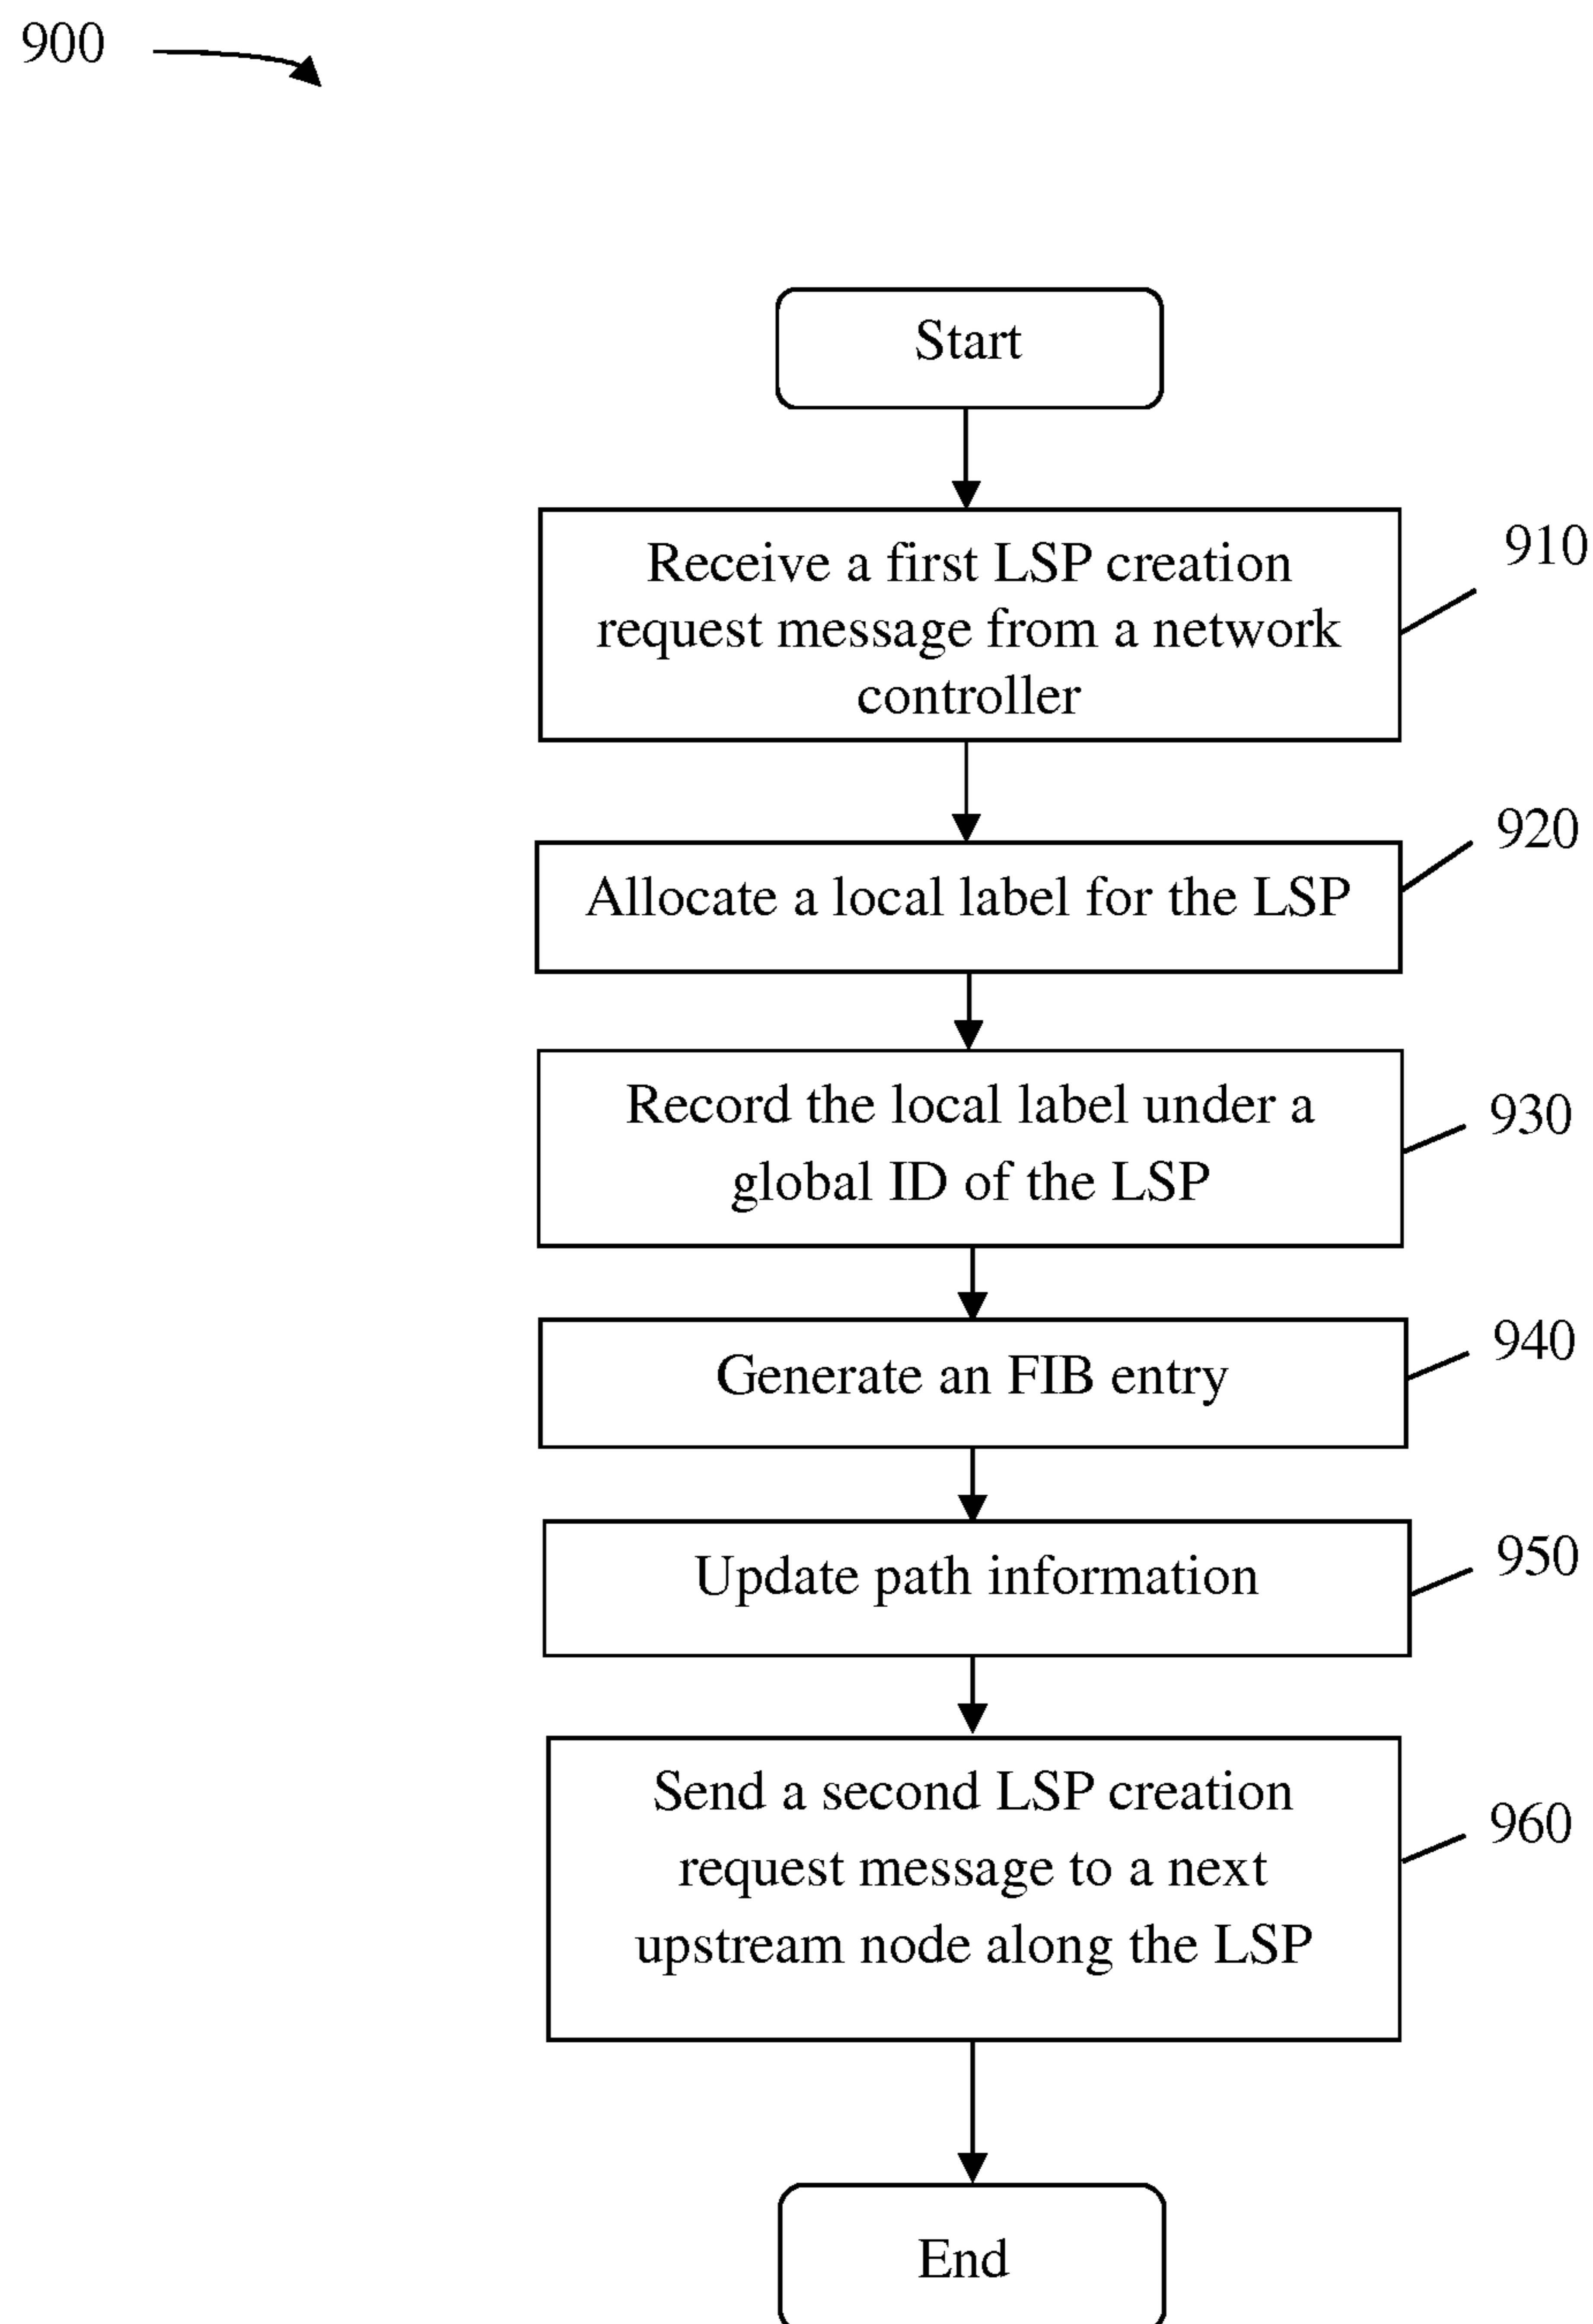 900
Start
Receive a first LSP creation
request message from a network
controller
910
Allocate a local label for the LSP
920
Record the local label under a
global ID of the LSP
930
Generate an FIB entry
940
Update path information
950
Send a second LSP creation
request message to a next
upstream node along the LSP
960
End